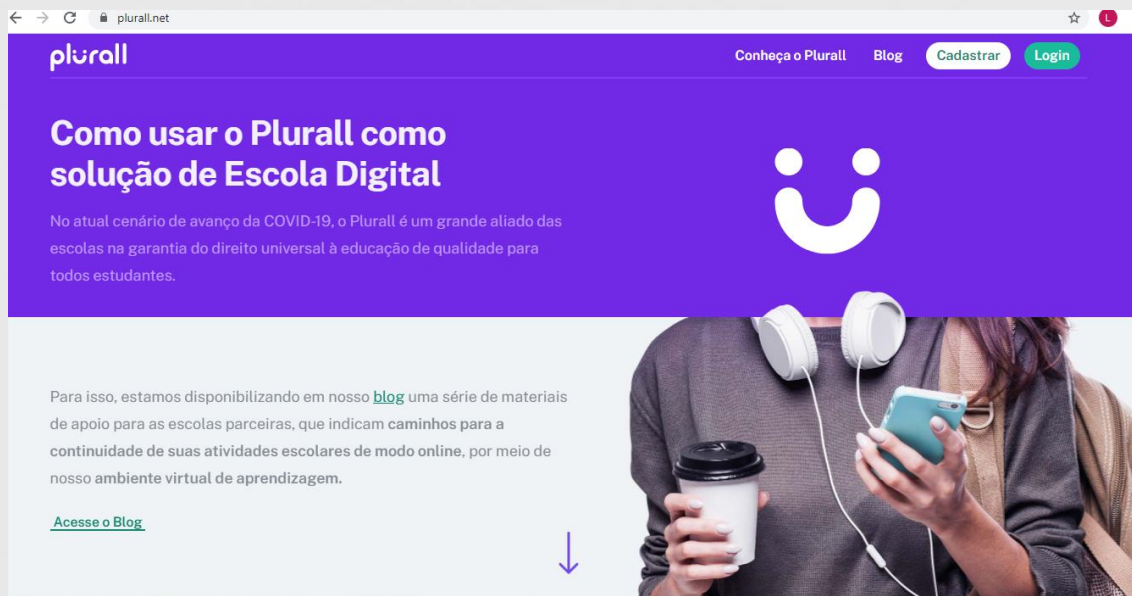 plurall.net
L
plurall
Conheça o Plurall Blog Cadastrar Login
Como usar o Plurall como
solução de Escola Digital
No atual cenário de avanço da COVID-19, o Plurall é um grande aliado das
escolas na garantia do direito universal à educação de qualidade para
todos estudantes.
Para isso, estamos disponibilizando em nosso blog uma série de materiais
de apoio para as escolas parceiras, que indicam caminhos para a
continuidade de suas atividades escolares de modo online, por meio de
nosso ambiente virtual de aprendizagem.
Acesse o Blog